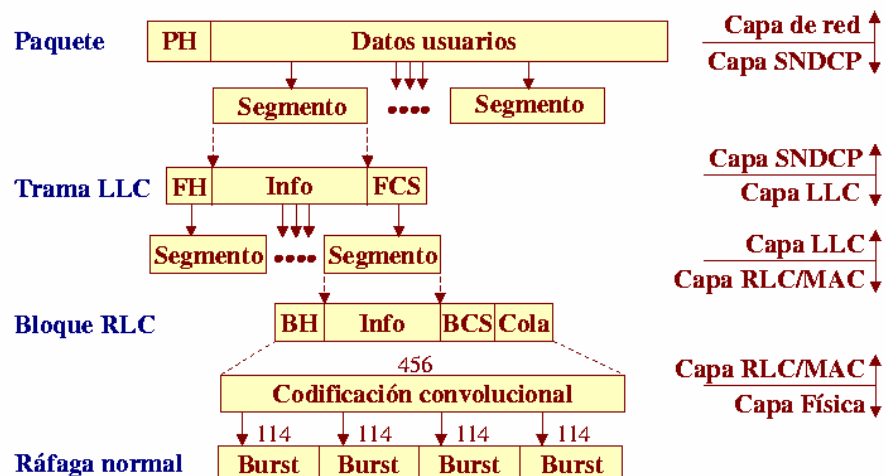 Paquete PH Datos usuarios Capa de red
Capa SNDCP
Segmento Segmento
Capa SNDCP
Trama LLC FH Info FCS Capa LLC
Segmento Segmento Capa LLC
Capa RLC/MAC
Bloque RLC BH Info BCS Cola
456 Capa RLC/MAC
Codificación convolucional
Capa Física
114 114 114 114
Ráfaga normal Burst Burst Burst Burst